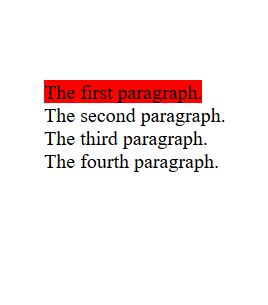 The first paragraph.
The second paragraph.
The third paragraph.
The fourth paragraph.